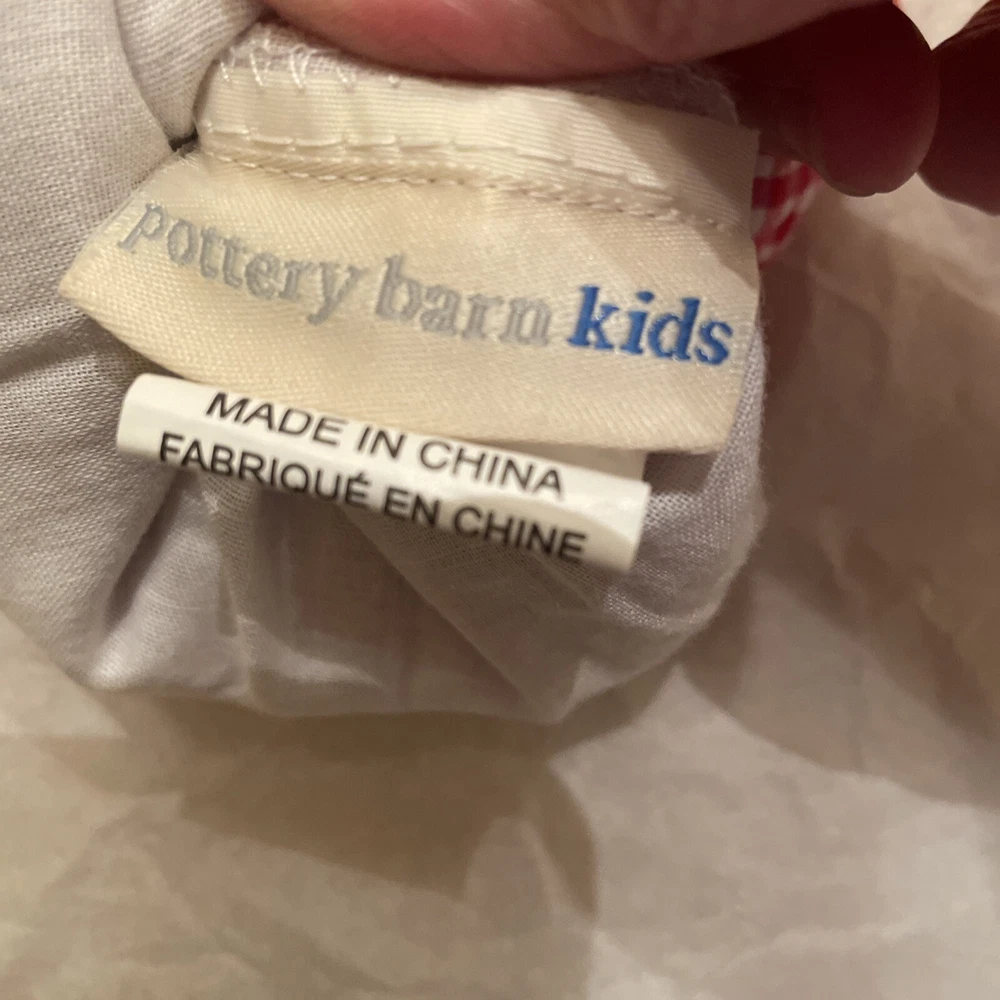 pottery barn kids
MADE IN CHINA
FABRIQUÉ EN CHINE